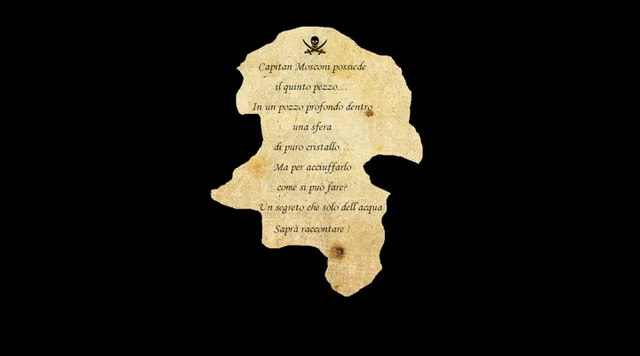 Capitan Mosconi possiede
il quinto pezzo...
In un pozzo profondo dentro
una sfera
di puro cristallo...
Ma per acciuffarlo
come si può fare?
Un segreto che solo dell'acqua
Saprà raccontare!